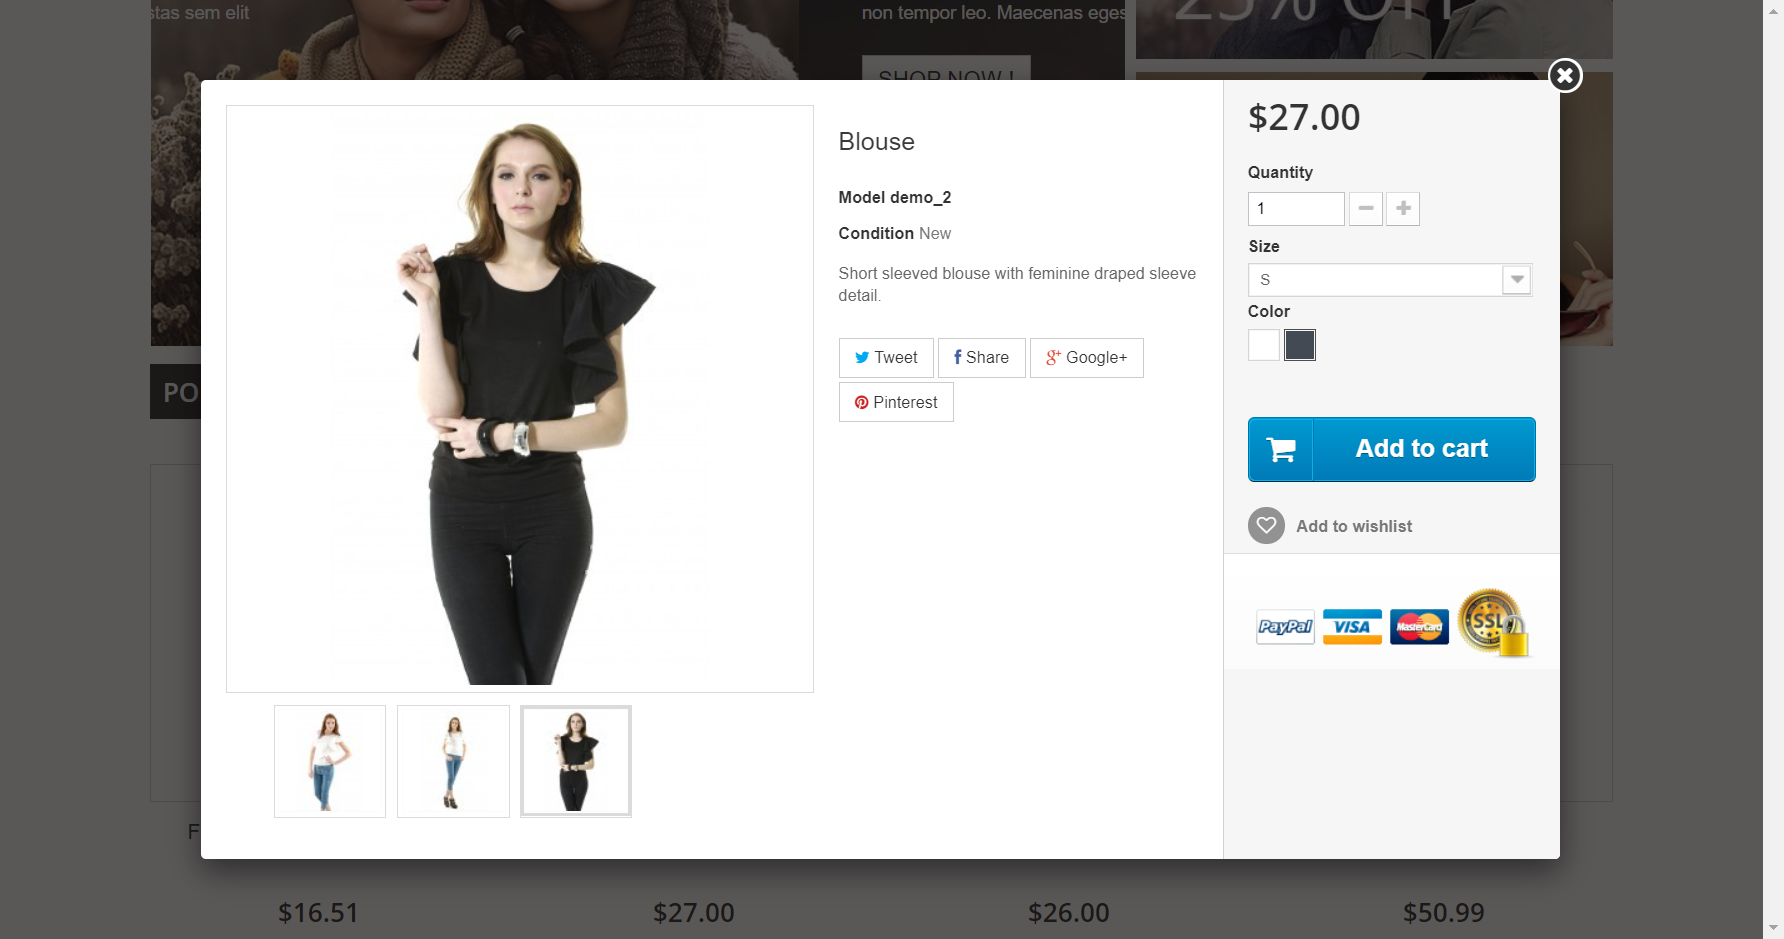 stas sem elit
non tempor leo. Maecenas eges
25% OFF
SHOP NOW !
$27.00
Blouse
Quantity
Model demo_2
1
Condition New
Size
Short sleeved blouse with feminine draped sleeve
detail.
S
Color
Tweet
Share
Google+
PO
Pinterest
Add to cart
Add to wishlist
PayPal
VISA
MasterCard
SSL
F
$16.51
$27.00
$26.00
$50.99